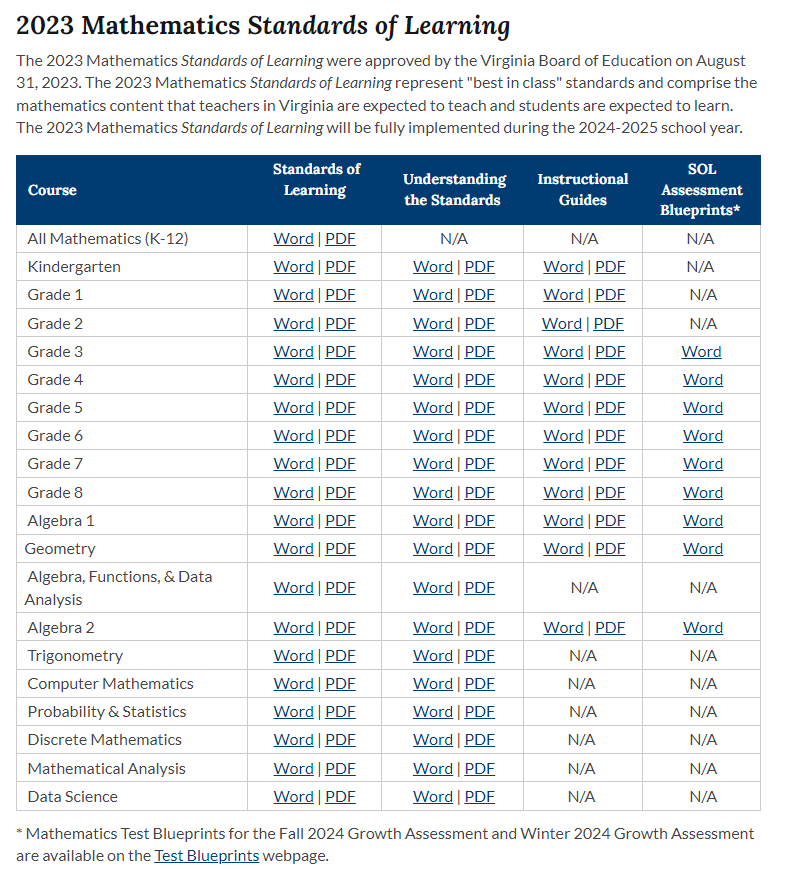 2023 Mathematics Standards of Learning
The 2023 Mathematics Standards of Learning were approved by the Virginia Board of Education on August
31, 2023. The 2023 Mathematics Standards of Learning represent "best in class" standards and comprise the
mathematics content that teachers in Virginia are expected to teach and students are expected to learn.
The 2023 Mathematics Standards of Learning will be fully implemented during the 2024-2025 school year.
Course | Standards of Learning | Understanding the Standards | Instructional Guides | SOL Assessment Blueprints*
All Mathematics (K-12) Word | PDF N/A N/A N/A
Kindergarten Word | PDF Word | PDF Word | PDF N/A
Grade 1 Word | PDF Word | PDF Word | PDF N/A
Grade 2 Word | PDF Word | PDF Word | PDF N/A
Grade 3 Word | PDF Word | PDF Word | PDF Word
Grade 4 Word | PDF Word | PDF Word | PDF Word
Grade 5 Word | PDF Word | PDF Word | PDF Word
Grade 6 Word | PDF Word | PDF Word | PDF Word
Grade 7 Word | PDF Word | PDF Word | PDF Word
Grade 8 Word | PDF Word | PDF Word | PDF Word
Algebra 1 Word | PDF Word | PDF Word | PDF Word
Geometry Word | PDF Word | PDF Word | PDF Word
Algebra, Functions, & Data Analysis Word | PDF Word | PDF N/A N/A
Algebra 2 Word | PDF Word | PDF Word | PDF Word
Trigonometry Word | PDF Word | PDF N/A N/A
Computer Mathematics Word | PDF Word | PDF N/A N/A
Probability & Statistics Word | PDF Word | PDF N/A N/A
Discrete Mathematics Word | PDF Word | PDF N/A N/A
Mathematical Analysis Word | PDF Word | PDF N/A N/A
Data Science Word | PDF Word | PDF N/A N/A
* Mathematics Test Blueprints for the Fall 2024 Growth Assessment and Winter 2024 Growth Assessment
are available on the Test Blueprints webpage.